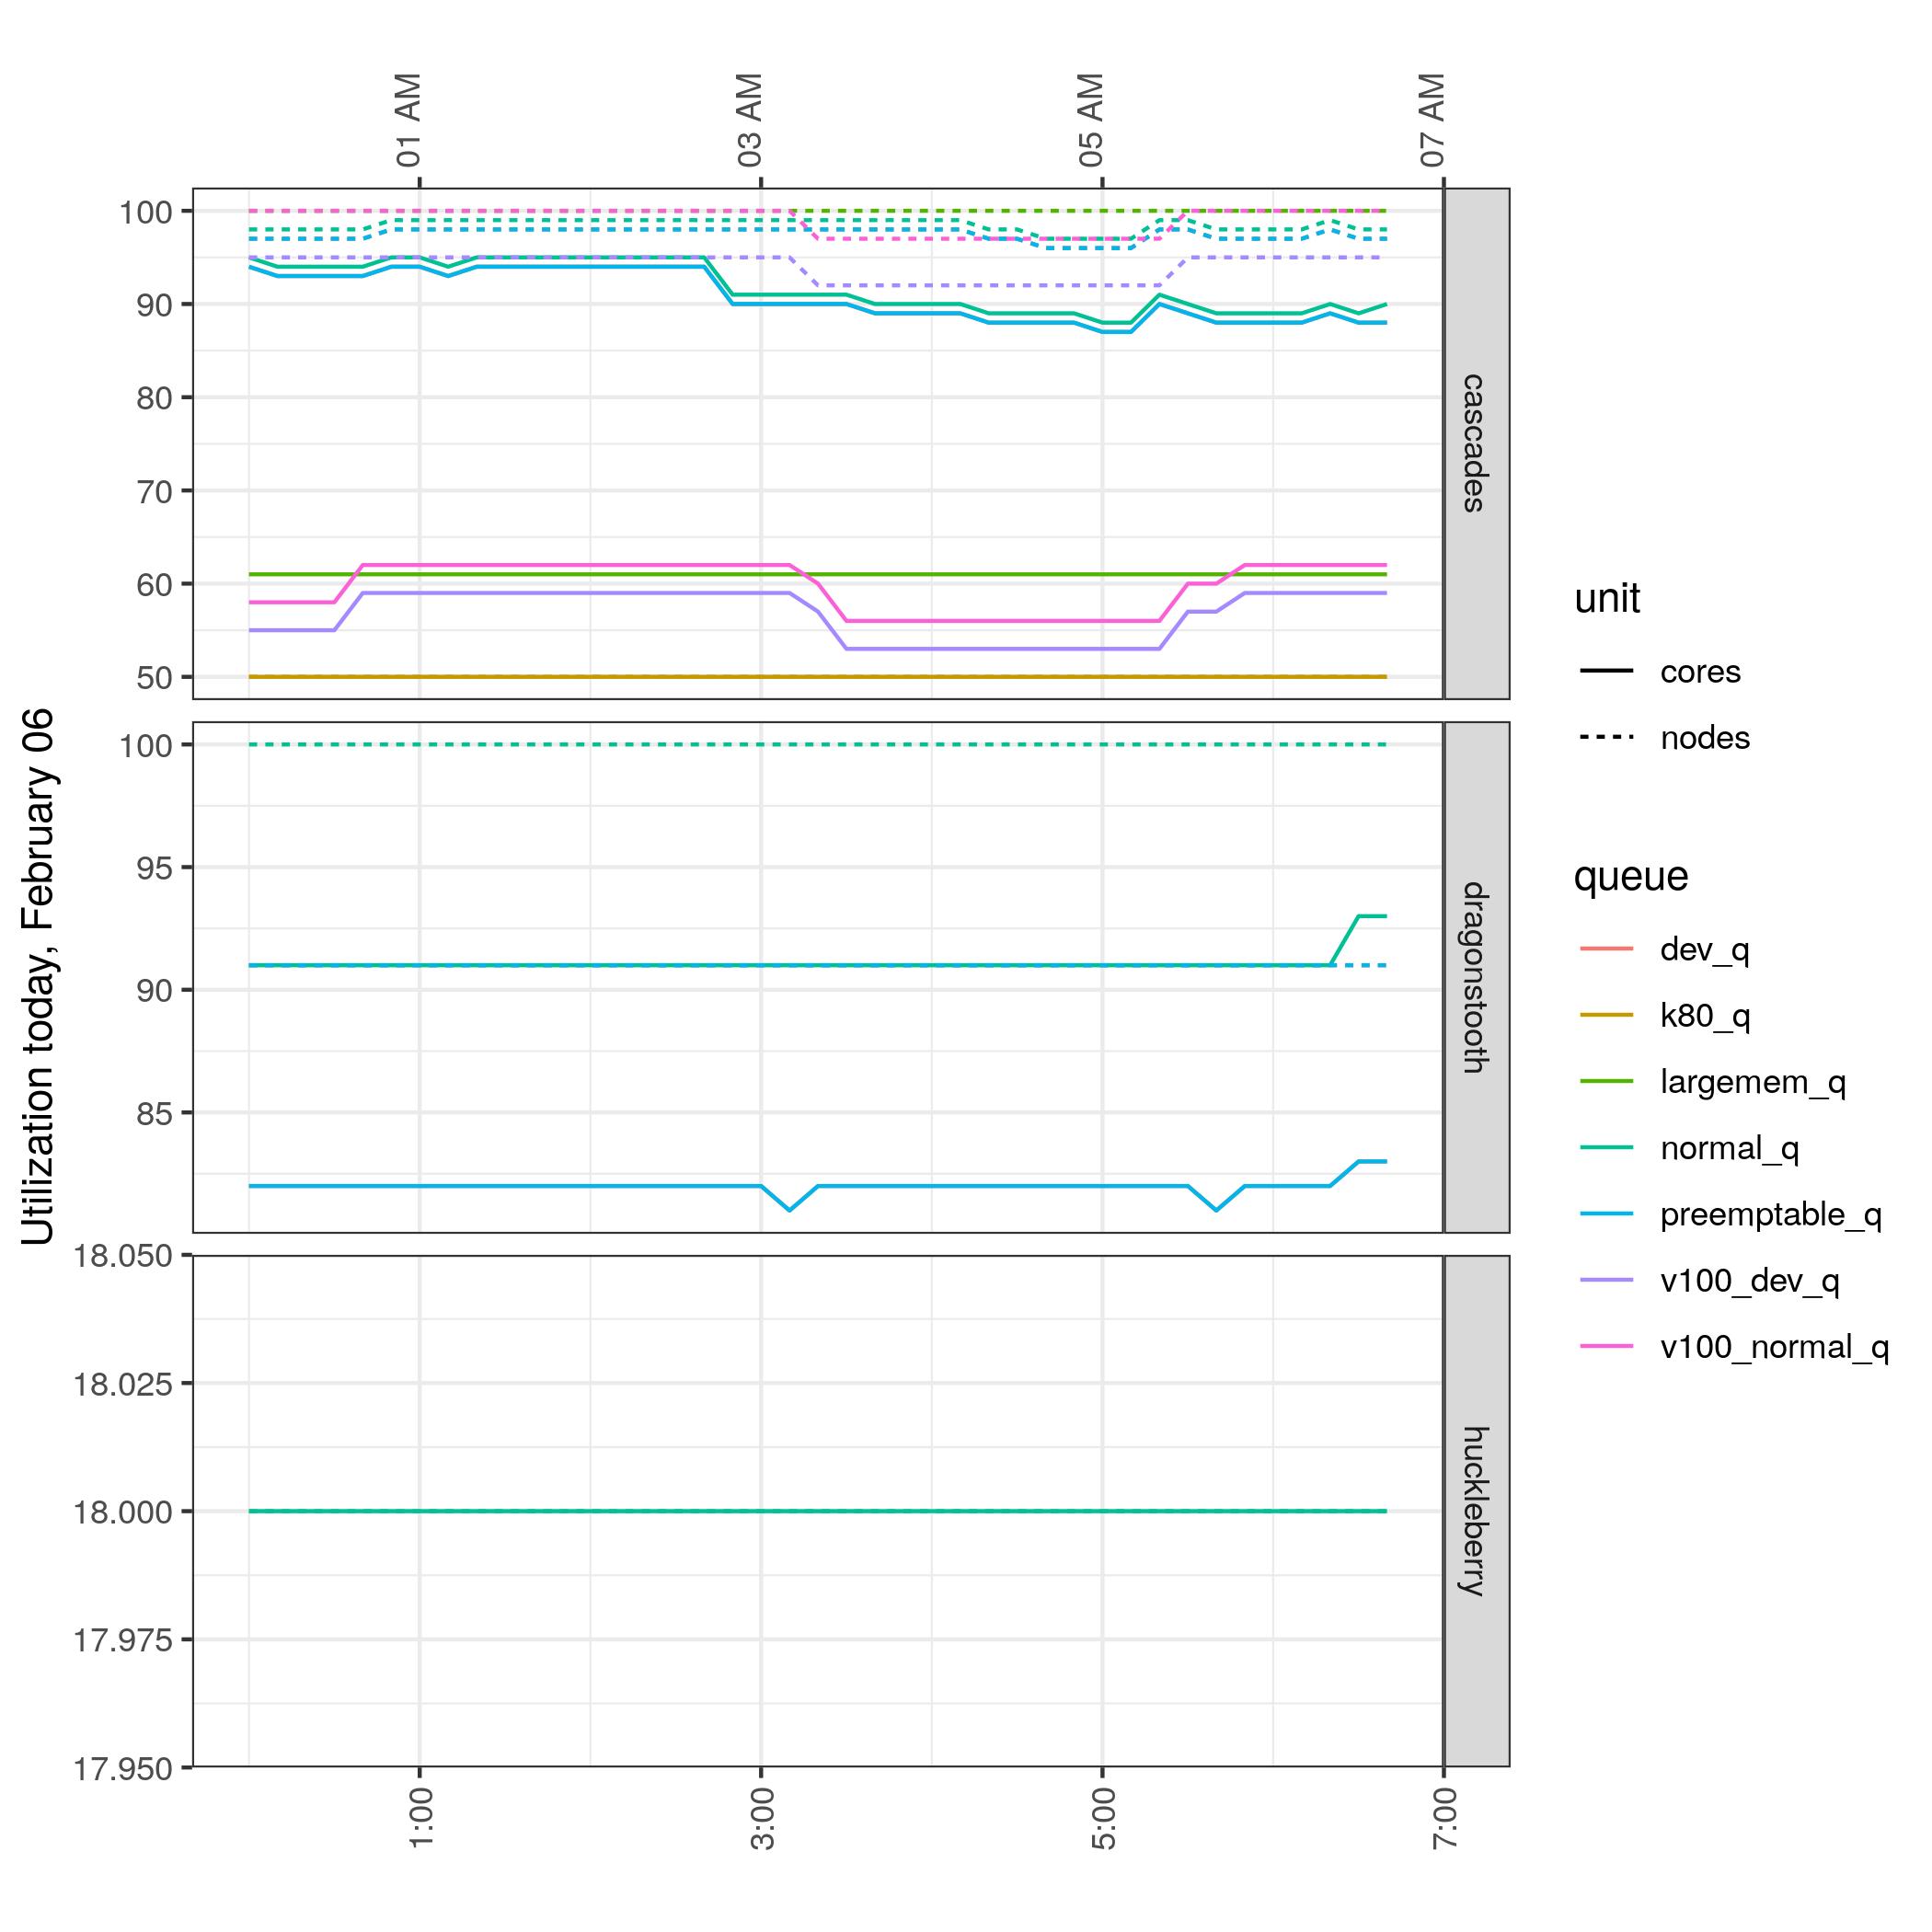 01 AM
03 AM
05 AM
07 AM
100
90
80
70
60
50
cascades
100
95
90
85
dragonstooth
18.050
18.025
18.000
17.975
17.950
huckleberry
1:00
3:00
5:00
7:00
Utilization today, February 06
unit
cores
nodes
queue
dev_q
k80_q
largemem_q
normal_q
preemptable_q
v100_dev_q
v100_normal_q